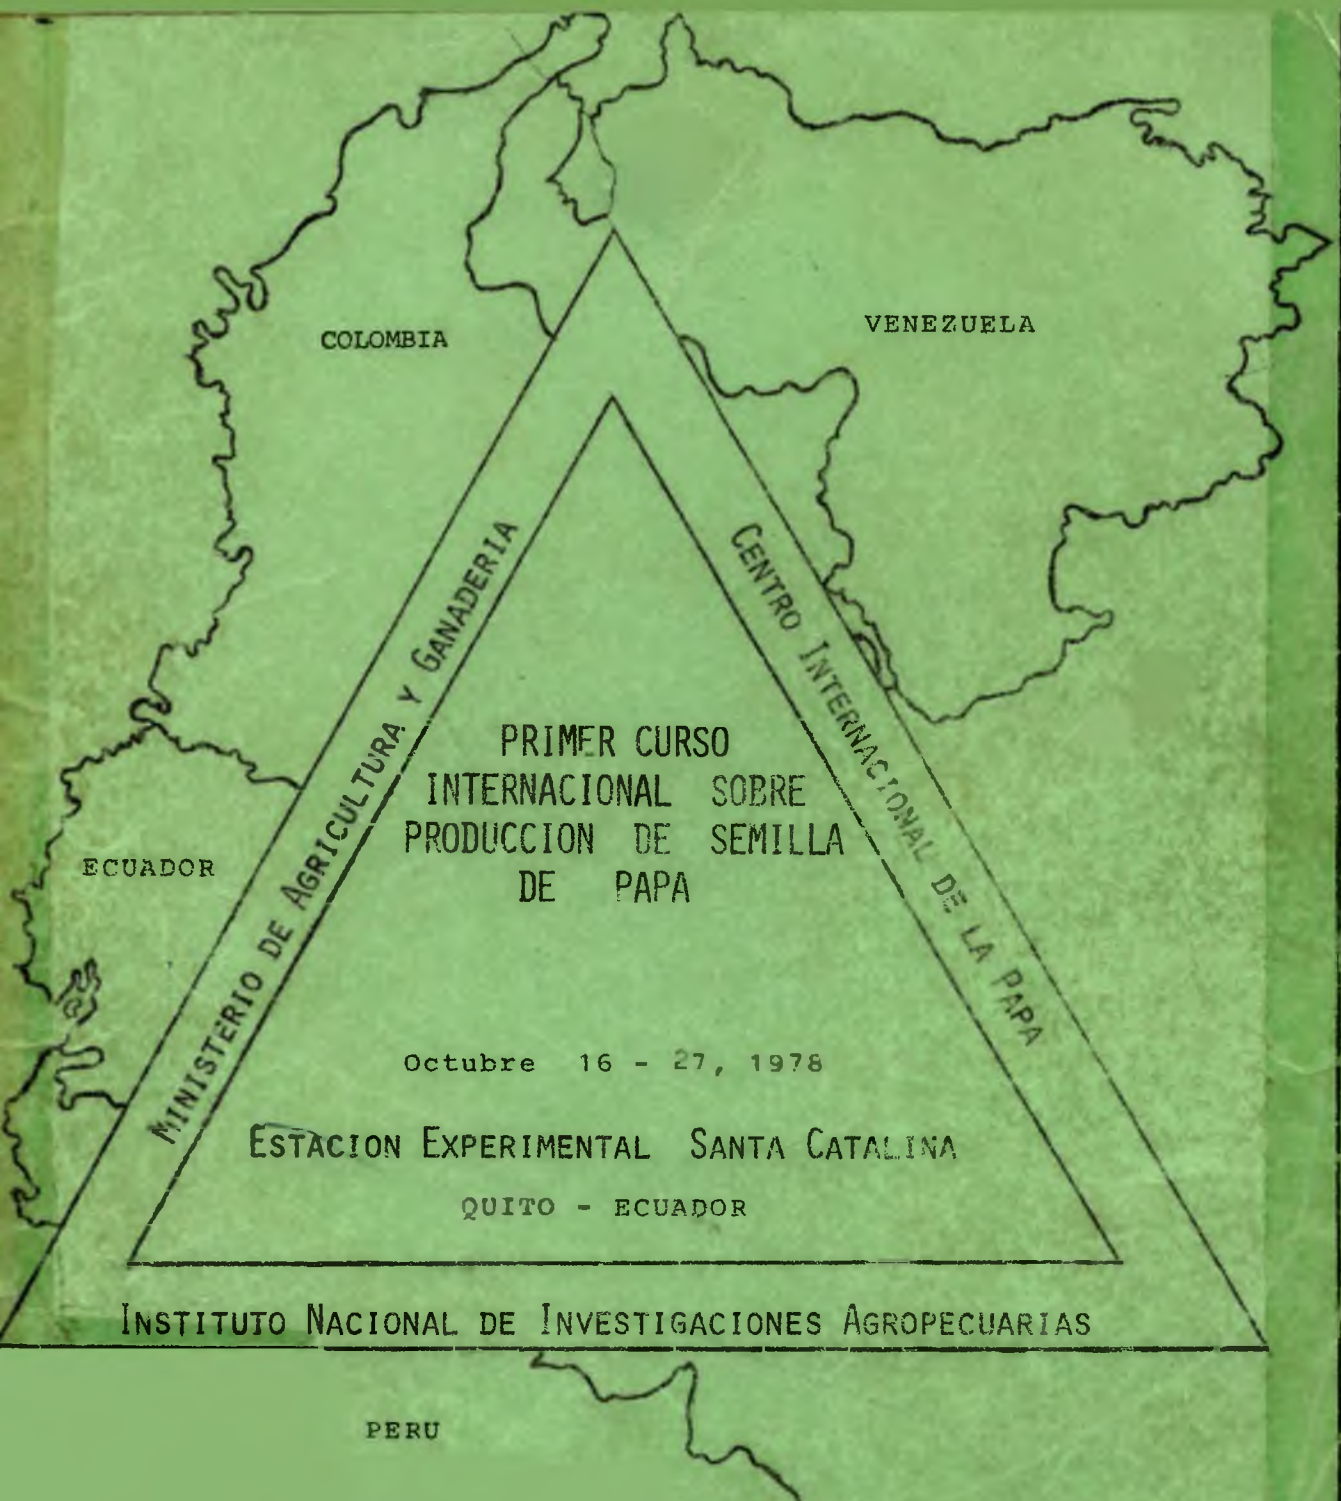 COLOMBIA
VENEZUELA
MINISTERIO DE AGRICULTURA Y GANADERIA
CENTRO INTERNACIONAL DE LA PAPA
PRIMER CURSO
INTERNACIONAL SOBRE
PRODUCCION DE SEMILLA
DE PAPA
ECUADOR
Octubre 16 - 27, 1978
ESTACION EXPERIMENTAL SANTA CATALINA
QUITO - ECUADOR
INSTITUTO NACIONAL DE INVESTIGACIONES AGROPECUARIAS
PERU